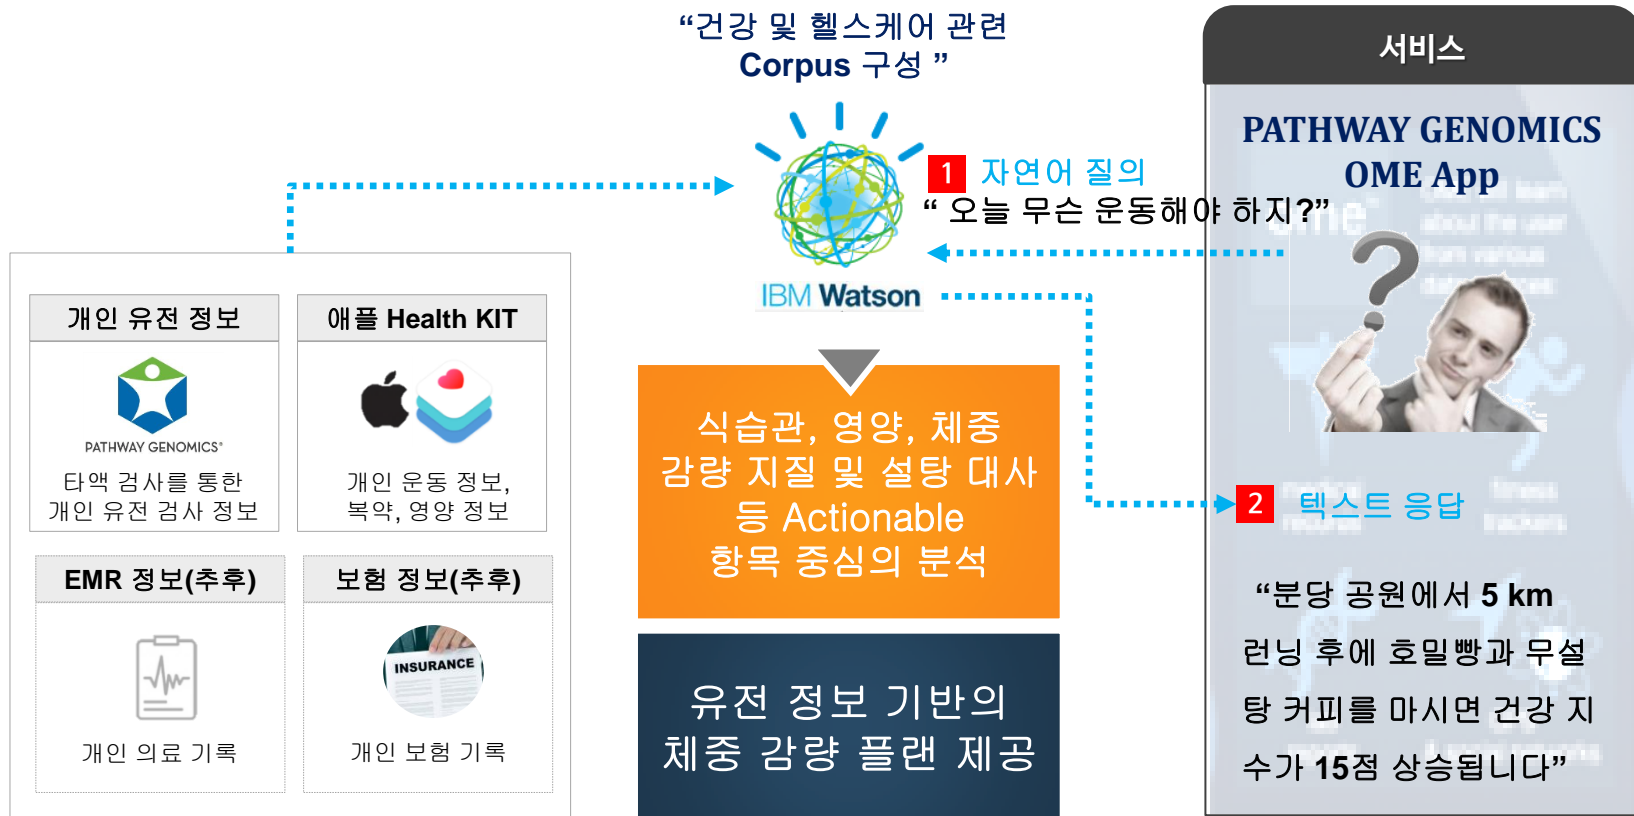 “건강 및 헬스케어 관련
Corpus 구성 ”
IBM Watson
1 자연어 질의
“ 오늘 무슨 운동해야 하지?”
개인 유전 정보
PATHWAY GENOMICS®
타액 검사를 통한
개인 유전 검사 정보
애플 Health KIT
개인 운동 정보,
복약, 영양 정보
EMR 정보(추후)
개인 의료 기록
보험 정보(추후)
INSURANCE
개인 보험 기록
식습관, 영양, 체중
감량 지질 및 설탕 대사
등 Actionable
항목 중심의 분석
유전 정보 기반의
체중 감량 플랜 제공
서비스
PATHWAY GENOMICS
OME App
2 텍스트 응답
“분당 공원에서 5 km
런닝 후에 호밀빵과 무설
탕 커피를 마시면 건강 지
수가 15점 상승됩니다”